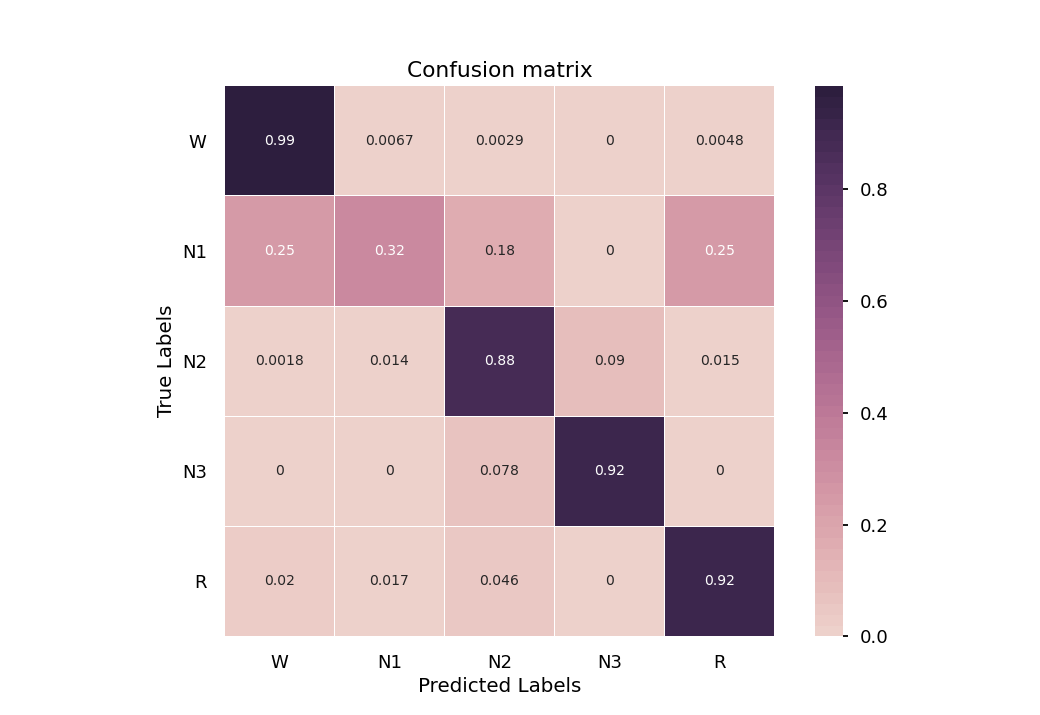 Confusion matrix
W 0.99 0.0067 0.0029 0 0.0048
0.8
N1 0.25 0.32 0.18 0 0.25
0.6
N2 0.0018 0.014 0.88 0.09 0.015
True Labels
0.4
N3 0 0 0.078 0.92 0
0.2
R 0.02 0.017 0.046 0 0.92
0.0
W N1 N2 N3 R
Predicted Labels